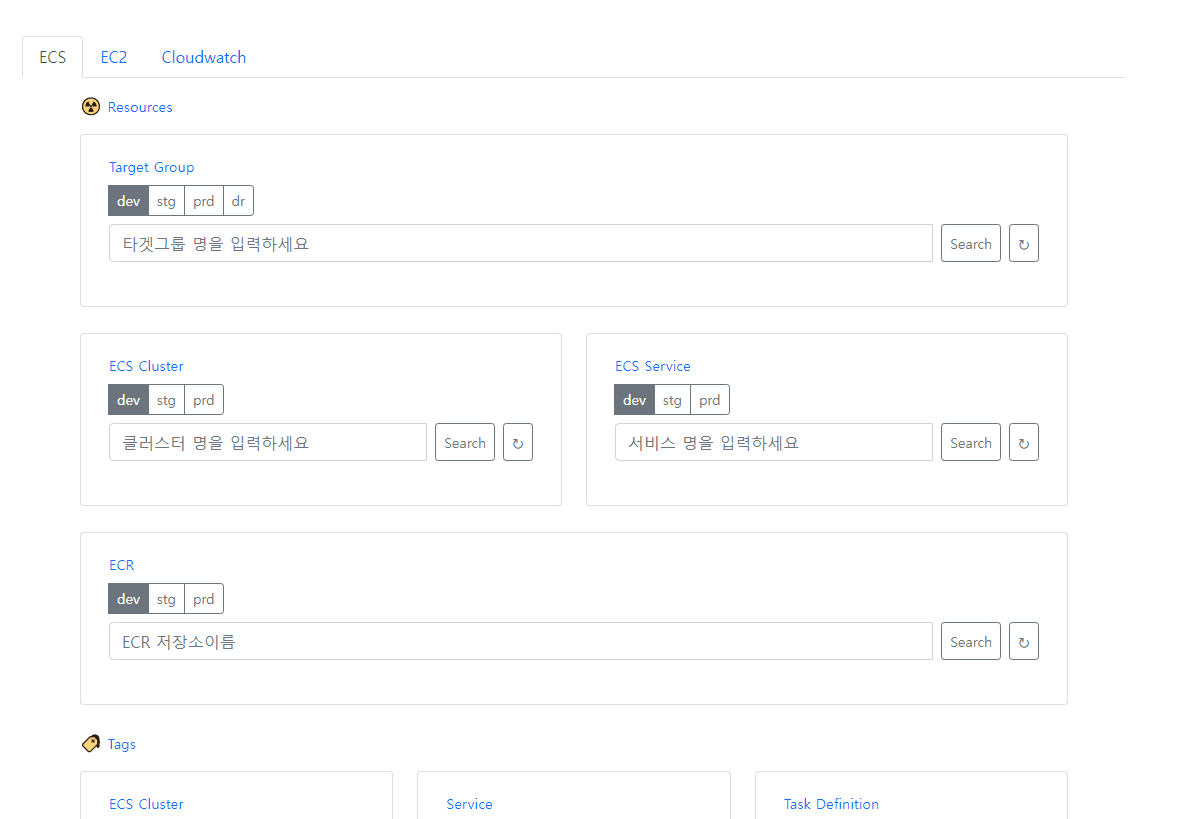 ECS EC2 Cloudwatch
Resources
Target Group
dev stg prd dr
타겟그룹 명을 입력하세요 Search ↻
ECS Cluster
dev stg prd
클러스터 명을 입력하세요 Search ↻
ECS Service
dev stg prd
서비스 명을 입력하세요 Search ↻
ECR
dev stg prd
ECR 저장소이름 Search ↻
Tags
ECS Cluster
Service
Task Definition